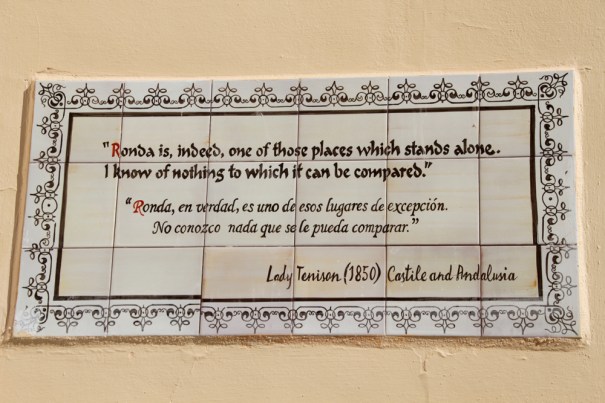 "Ronda is, indeed, one of those places which stands alone.
I know of nothing to which it can be compared."
"Ronda, en verdad, es uno de esos lugares de excepción.
No conozco nada que se le pueda comparar."
Lady Tenison (1850) Castile and Andalusia